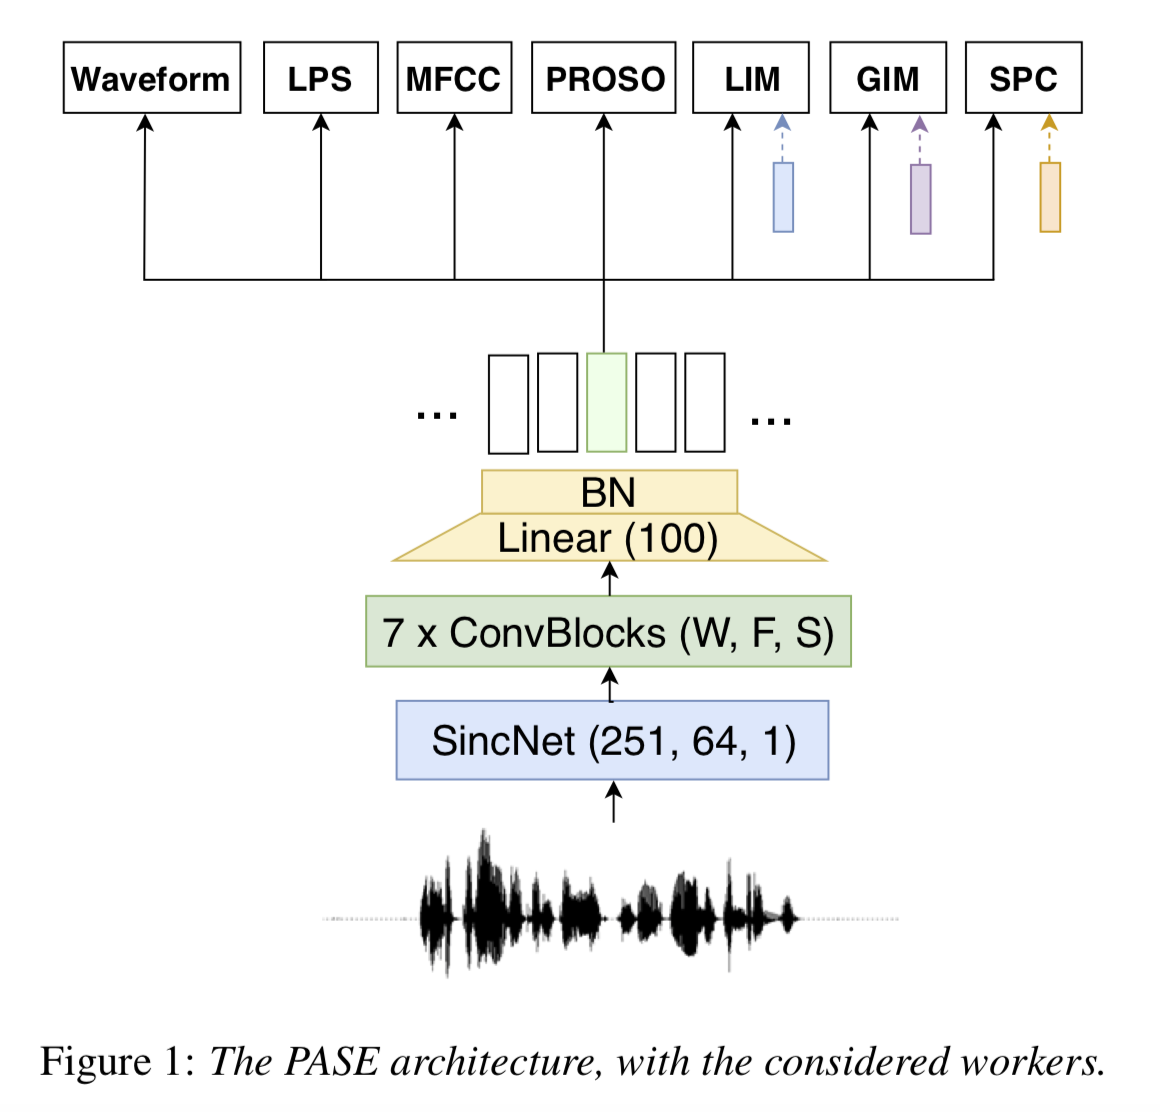 Waveform LPS MFCC PROSO LIM GIM SPC
... ...
BN
Linear (100)
7 x ConvBlocks (W, F, S)
SincNet (251, 64, 1)
Figure 1: The PASE architecture, with the considered workers.